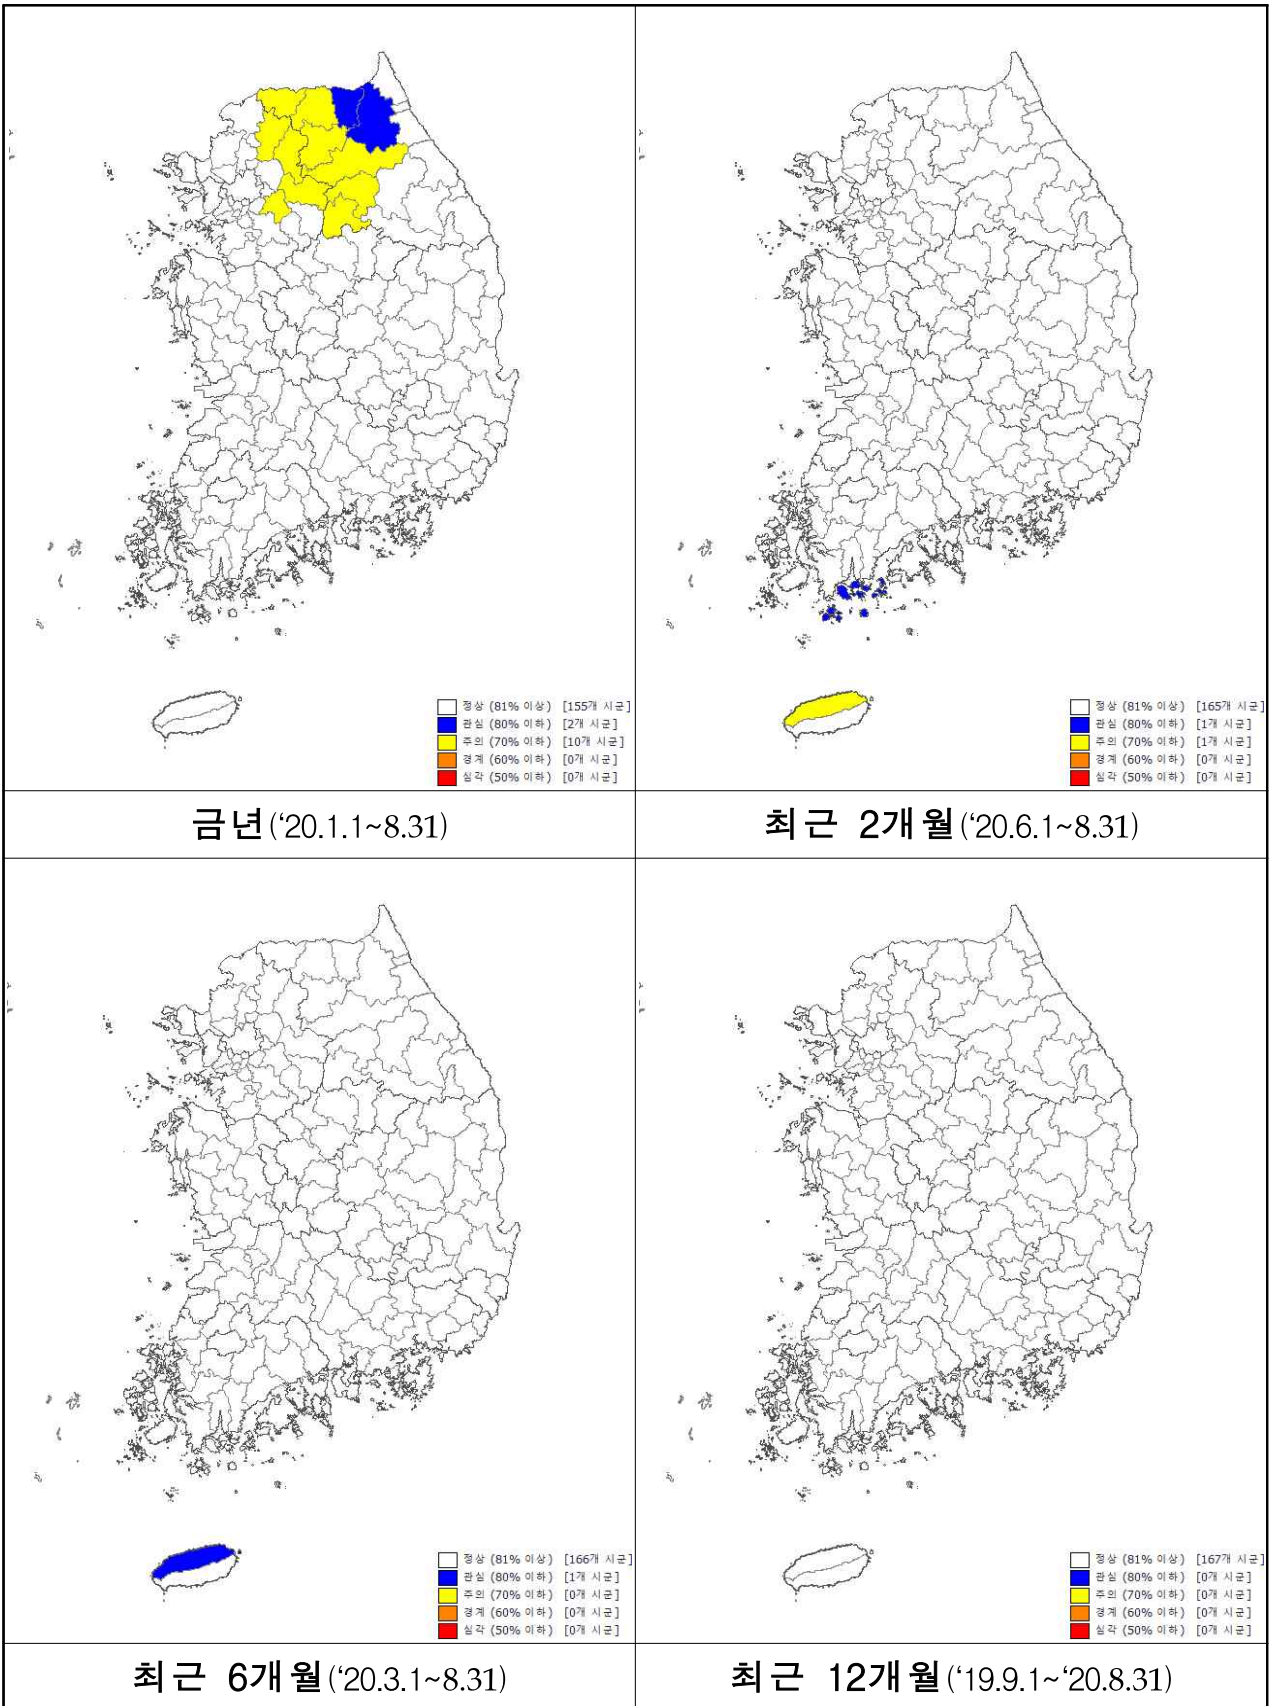 정상 (81% 이상) [155개 시군]
관심 (80% 이하) [2개 시군]
주의 (70% 이하) [10개 시군]
경계 (60% 이하) [0개 시군]
심각 (50% 이하) [0개 시군]
금년(‘20.1.1~8.31)
정상 (81% 이상) [165개 시군]
관심 (80% 이하) [1개 시군]
주의 (70% 이하) [1개 시군]
경계 (60% 이하) [0개 시군]
심각 (50% 이하) [0개 시군]
최근 2개월(‘20.6.1~8.31)
정상 (81% 이상) [166개 시군]
관심 (80% 이하) [1개 시군]
주의 (70% 이하) [0개 시군]
경계 (60% 이하) [0개 시군]
심각 (50% 이하) [0개 시군]
최근 6개월(‘20.3.1~8.31)
정상 (81% 이상) [167개 시군]
관심 (80% 이하) [0개 시군]
주의 (70% 이하) [0개 시군]
경계 (60% 이하) [0개 시군]
심각 (50% 이하) [0개 시군]
최근 12개월(‘19.9.1~‘20.8.31)